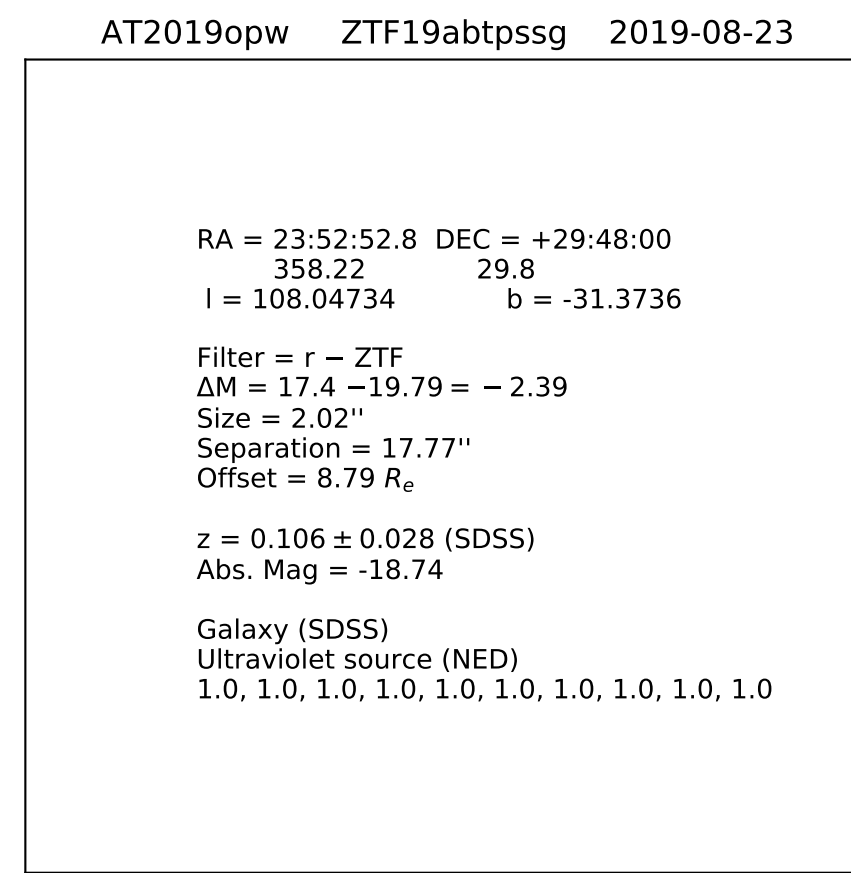 AT2019opw ZTF19abtpssg 2019-08-23
RA = 23:52:52.8 DEC = +29:48:00
358.22 29.8
l = 108.04734 b = -31.3736
Filter = r − ZTF
ΔM = 17.4 −19.79 = − 2.39
Size = 2.02''
Separation = 17.77''
Offset = 8.79 Re
z = 0.106 ± 0.028 (SDSS)
Abs. Mag = -18.74
Galaxy (SDSS)
Ultraviolet source (NED)
1.0, 1.0, 1.0, 1.0, 1.0, 1.0, 1.0, 1.0, 1.0, 1.0